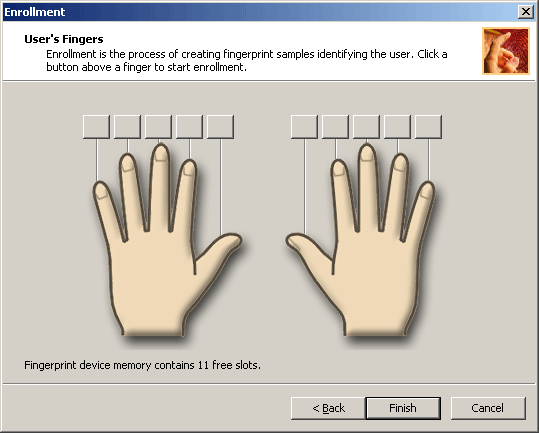 Enrollment
User's Fingers
Enrollment is the process of creating fingerprint samples identifying the user. Click a
button above a finger to start enrollment.
Fingerprint device memory contains 11 free slots.
< Back
Finish
Cancel